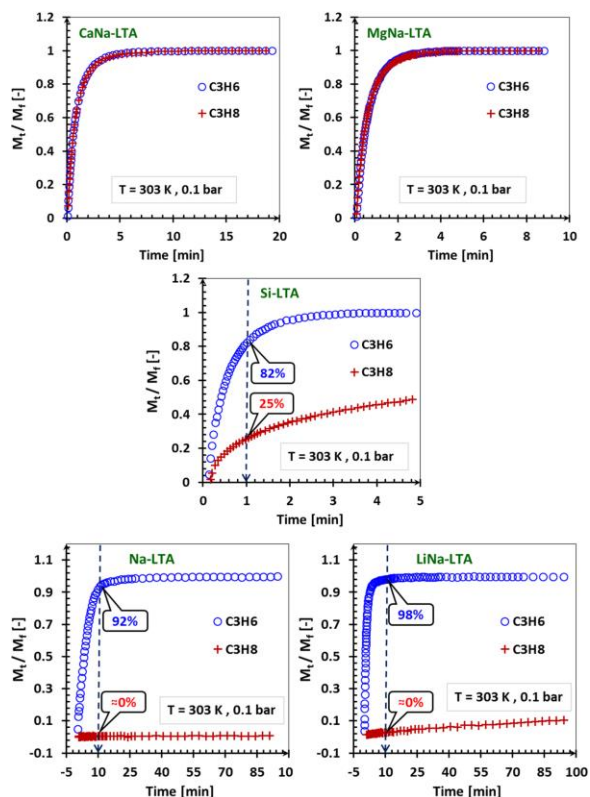 CaNa-LTA
1.2
1
0.8
0.6
0.4
0.2
0
Mt/ Mf [-]
C3H6
C3H8
T = 303 K , 0.1 bar
0 5 10 15 20
Time [min]
MgNa-LTA
1.2
1
0.8
0.6
0.4
0.2
0
Mt/ Mf [-]
C3H6
C3H8
T = 303 K , 0.1 bar
0 2 4 6 8 10
Time [min]
Si-LTA
1.2
1
0.8
0.6
0.4
0.2
0
Mt/ Mf [-]
C3H6
C3H8
82%
25%
T = 303 K , 0.1 bar
0 1 2 3 4 5
Time [min]
Na-LTA
1.1
0.9
0.7
0.5
0.3
0.1
-0.1
Mt/ Mf [-]
C3H6
C3H8
92%
≈0%
T = 303 K , 0.1 bar
-5 10 25 40 55 70 85 10
Time [min]
LiNa-LTA
1.1
0.9
0.7
0.5
0.3
0.1
-0.1
Mt/ Mf [-]
C3H6
C3H8
98%
≈0%
T = 303 K , 0.1 bar
-5 10 25 40 55 70 85 100
Time [min]